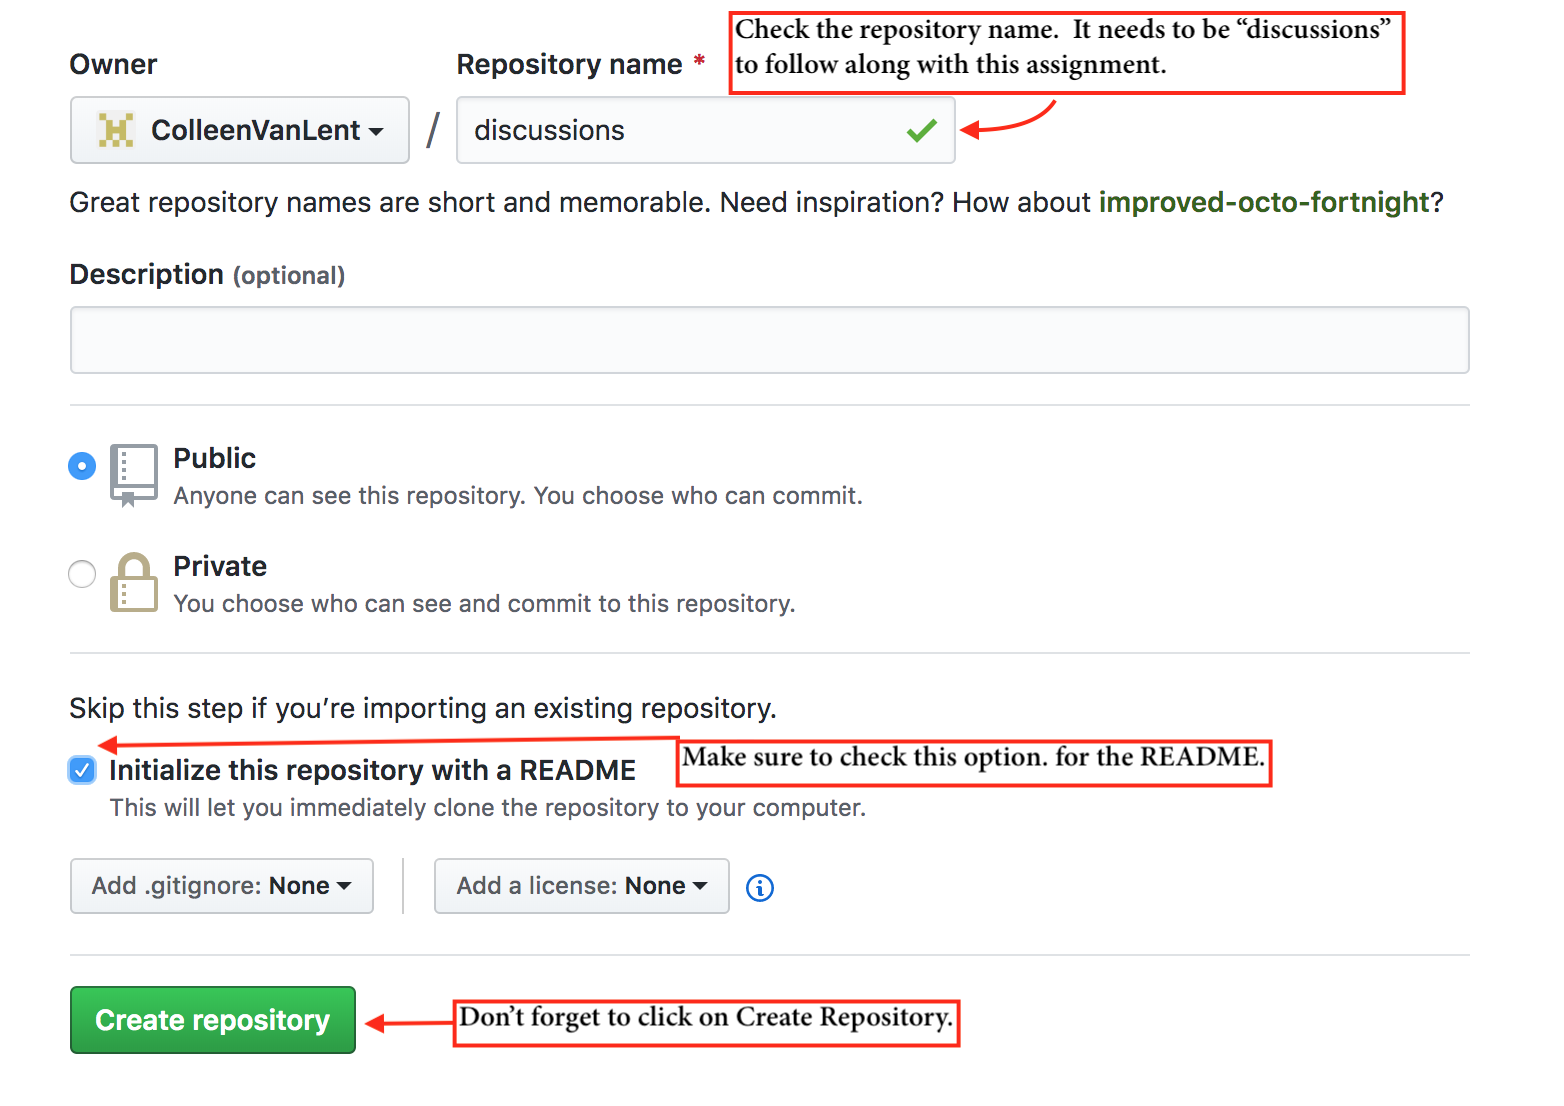 Check the repository name. It needs to be “discussions”
to follow along with this assignment.
Owner
Repository name *
ColleenVanLent
/
discussions
Great repository names are short and memorable. Need inspiration? How about improved-octo-fortnight?
Description (optional)
Public
Anyone can see this repository. You choose who can commit.
Private
You choose who can see and commit to this repository.
Skip this step if you’re importing an existing repository.
Make sure to check this option. for the README.
Initialize this repository with a README
This will let you immediately clone the repository to your computer.
Add .gitignore: None
Add a license: None
Create repository
Don’t forget to click on Create Repository.